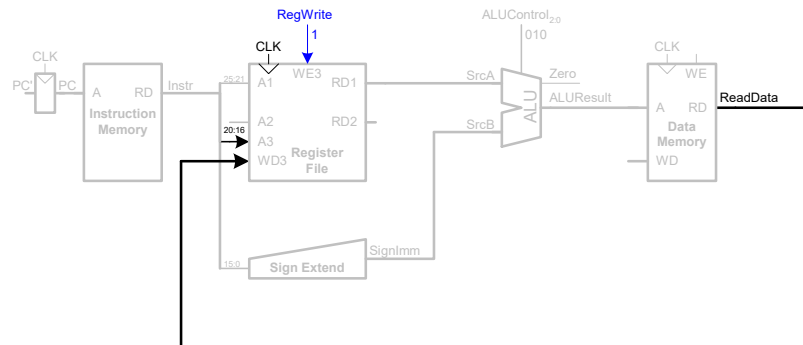 RegWrite
ALUControl2:0
1
010
CLK
CLK
CLK
PC'
PC
A
RD
Instr
Instruction
Memory
25:21
A1
WE3
RD1
A2
RD2
20:16
A3
WD3
Register
File
SrcA
SrcB
ALU
Zero
ALUResult
WE
A
RD
ReadData
Data
Memory
WD
15:0
Sign Extend
SignImm